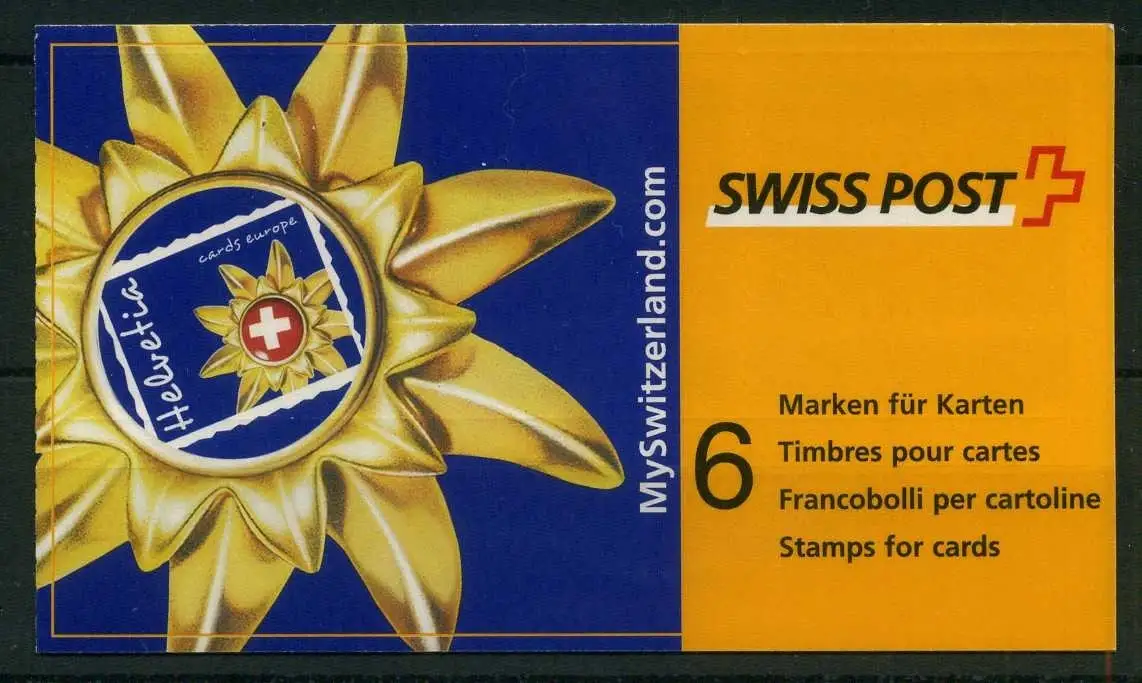 Helvetia
cards europe
MySwitzerland.com
SWISS POST
6
Marken für Karten
Timbres pour cartes
Francobolli per cartoline
Stamps for cards